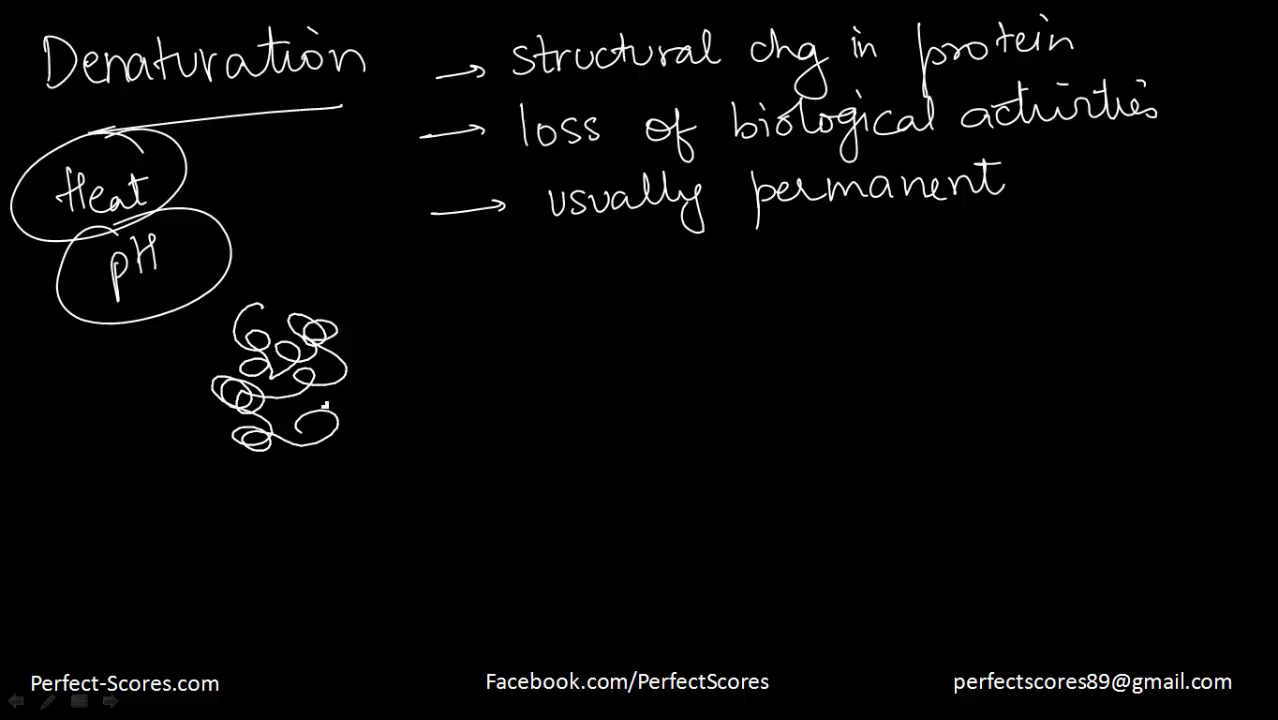 Denaturation → structural chg in protein
→ loss of biological activities
Heat → usually permanent
pH
Perfect-Scores.com Facebook.com/PerfectScores perfectscores89@gmail.com